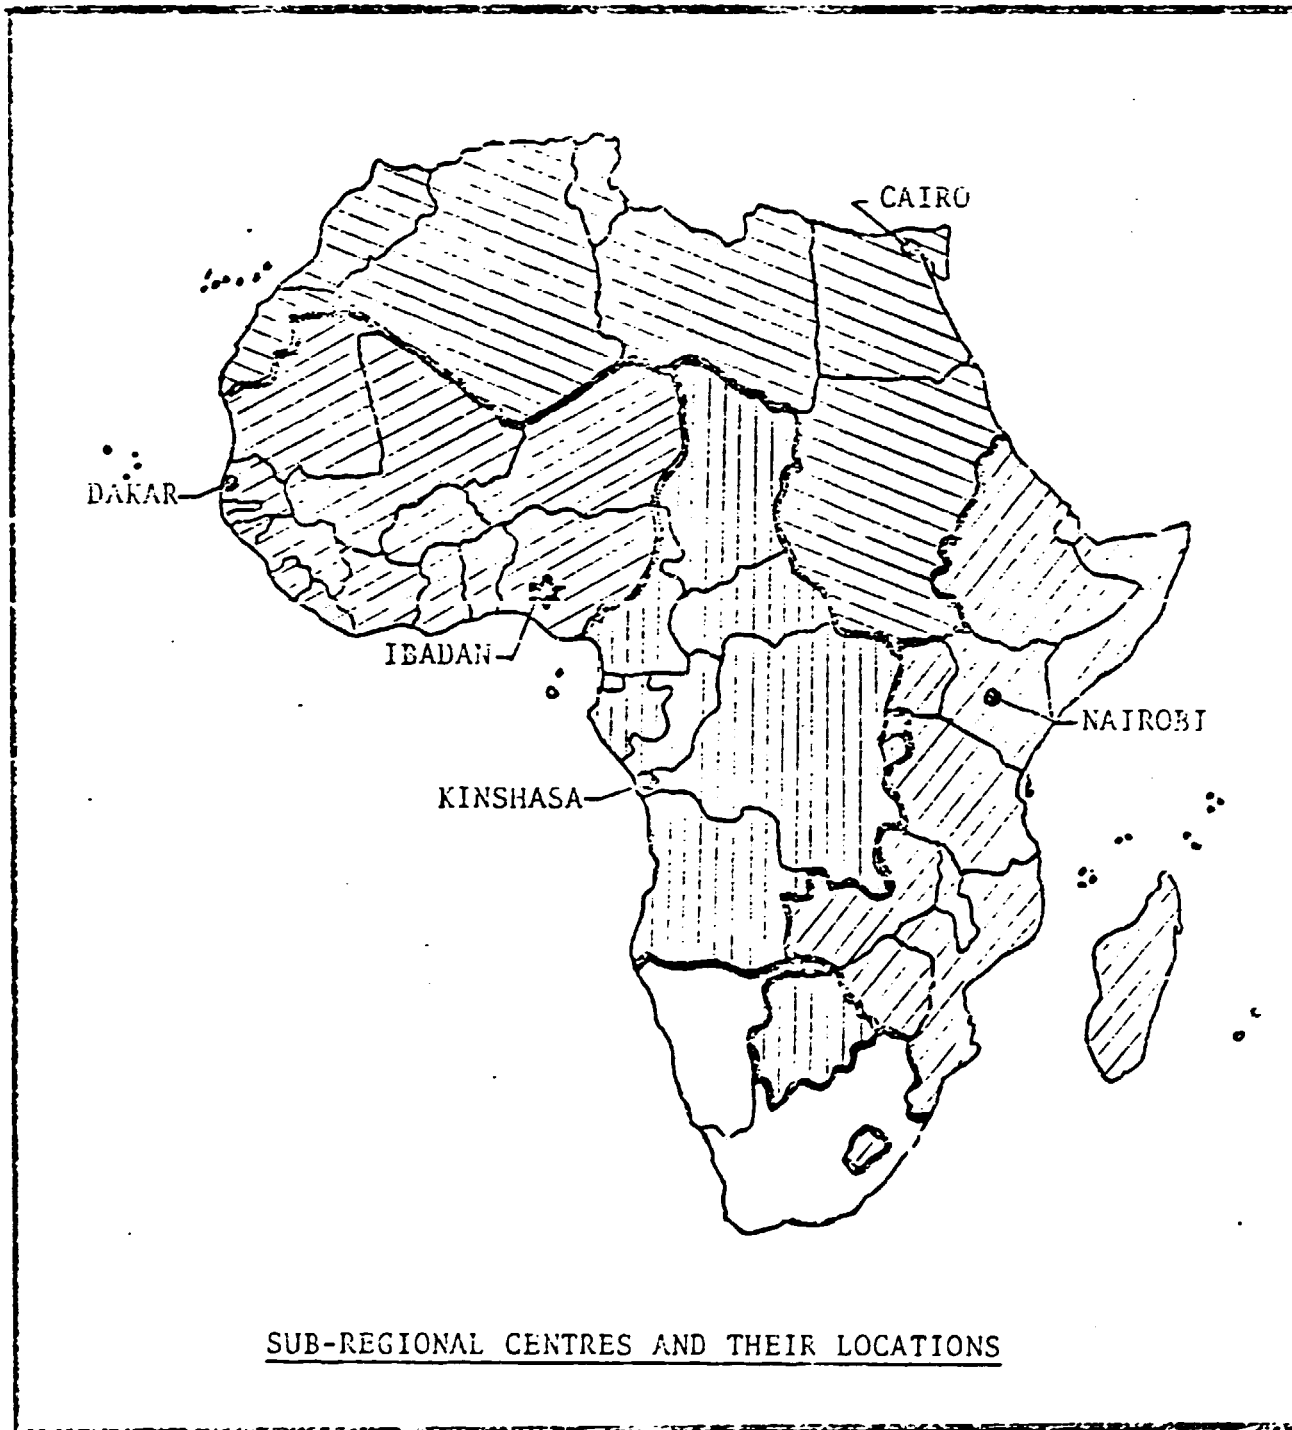 CAIRO
DAKAR
IBADAN
NAIROBI
KINSHASA
SUB-REGIONAL CENTRES AND THEIR LOCATIONS